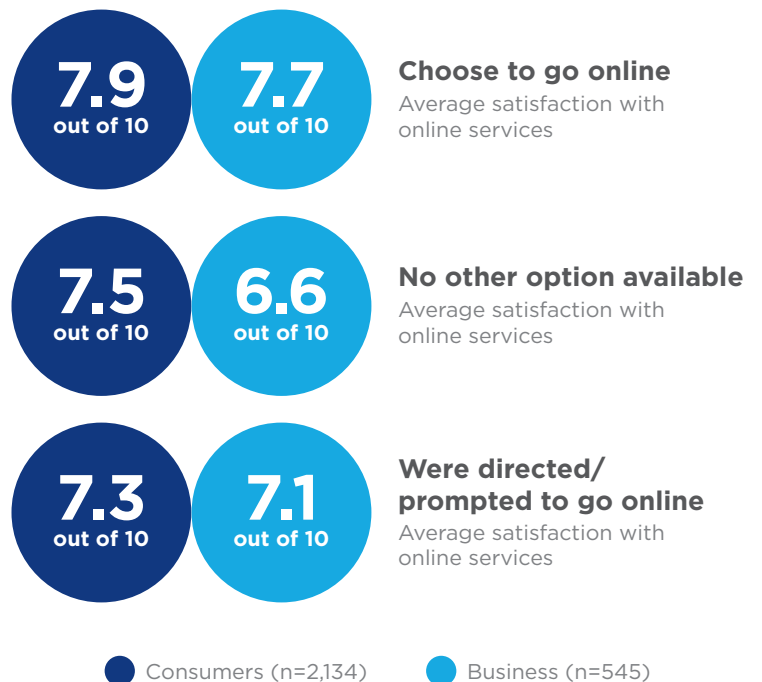 7.9
out of 10
7.7
out of 10
Choose to go online
Average satisfaction with
online services
7.5
out of 10
6.6
out of 10
No other option available
Average satisfaction with
online services
7.3
out of 10
7.1
out of 10
Were directed/
prompted to go online
Average satisfaction with
online services
Consumers (n=2,134)
Business (n=545)